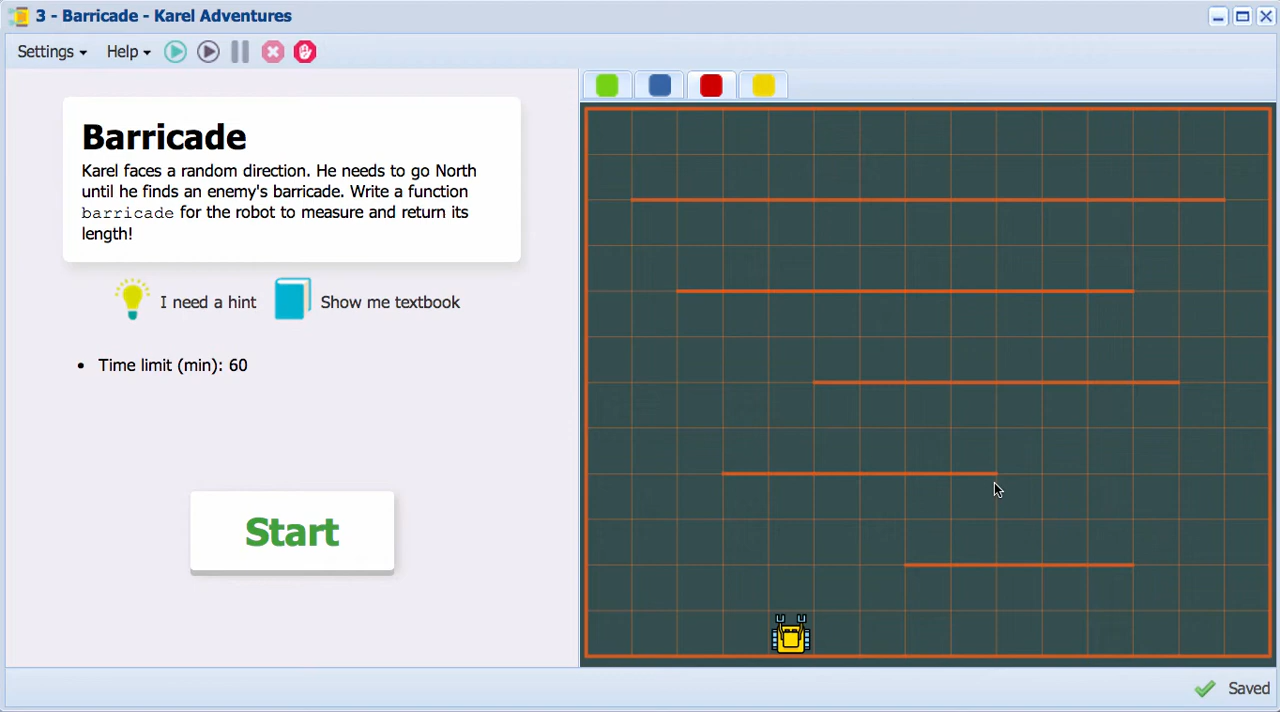 3 - Barricade - Karel Adventures
Settings Help
Barricade
Karel faces a random direction. He needs to go North
until he finds an enemy's barricade. Write a function
barricade for the robot to measure and return its
length!
I need a hint Show me textbook
• Time limit (min): 60
Start
Saved